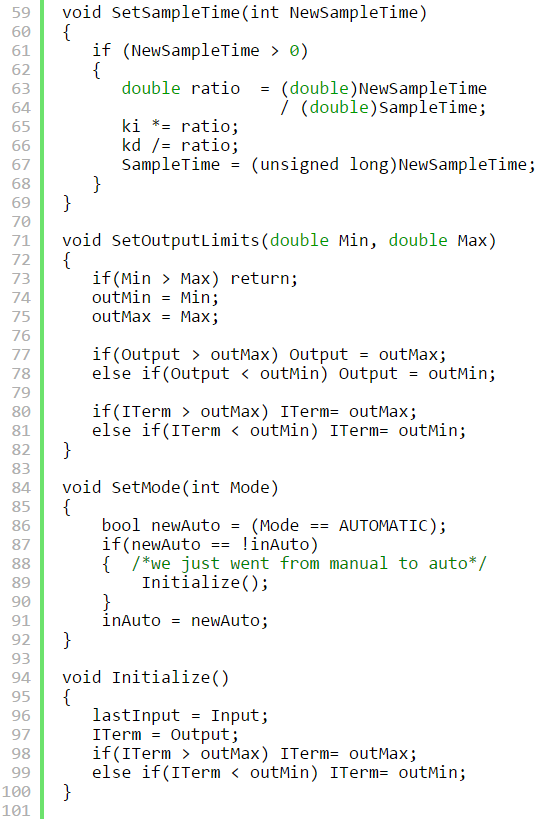 59 void SetSampleTime(int NewSampleTime)
60 {
61    if (NewSampleTime > 0)
62    {
63       double ratio  = (double)NewSampleTime
64                       / (double)SampleTime;
65       ki *= ratio;
66       kd /= ratio;
67       SampleTime = (unsigned long)NewSampleTime;
68    }
69 }
70
71 void SetOutputLimits(double Min, double Max)
72 {
73    if(Min > Max) return;
74    outMin = Min;
75    outMax = Max;
76
77    if(Output > outMax) Output = outMax;
78    else if(Output < outMin) Output = outMin;
79
80    if(ITerm > outMax) ITerm= outMax;
81    else if(ITerm < outMin) ITerm= outMin;
82 }
83
84 void SetMode(int Mode)
85 {
86     bool newAuto = (Mode == AUTOMATIC);
87     if(newAuto == !inAuto)
88     {  /*we just went from manual to auto*/
89         Initialize();
90     }
91     inAuto = newAuto;
92 }
93
94 void Initialize()
95 {
96    lastInput = Input;
97    ITerm = Output;
98    if(ITerm > outMax) ITerm= outMax;
99    else if(ITerm < outMin) ITerm= outMin;
100 }
101